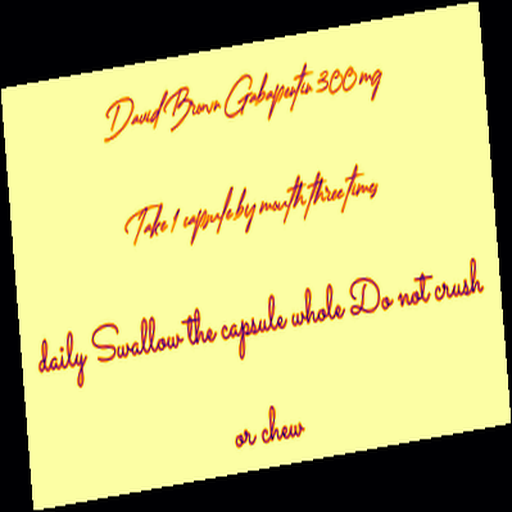 David Brown Gabapentin 300 mg
Take 1 capsule by mouth three times
daily Swallow the capsule whole Do not crush
or chew